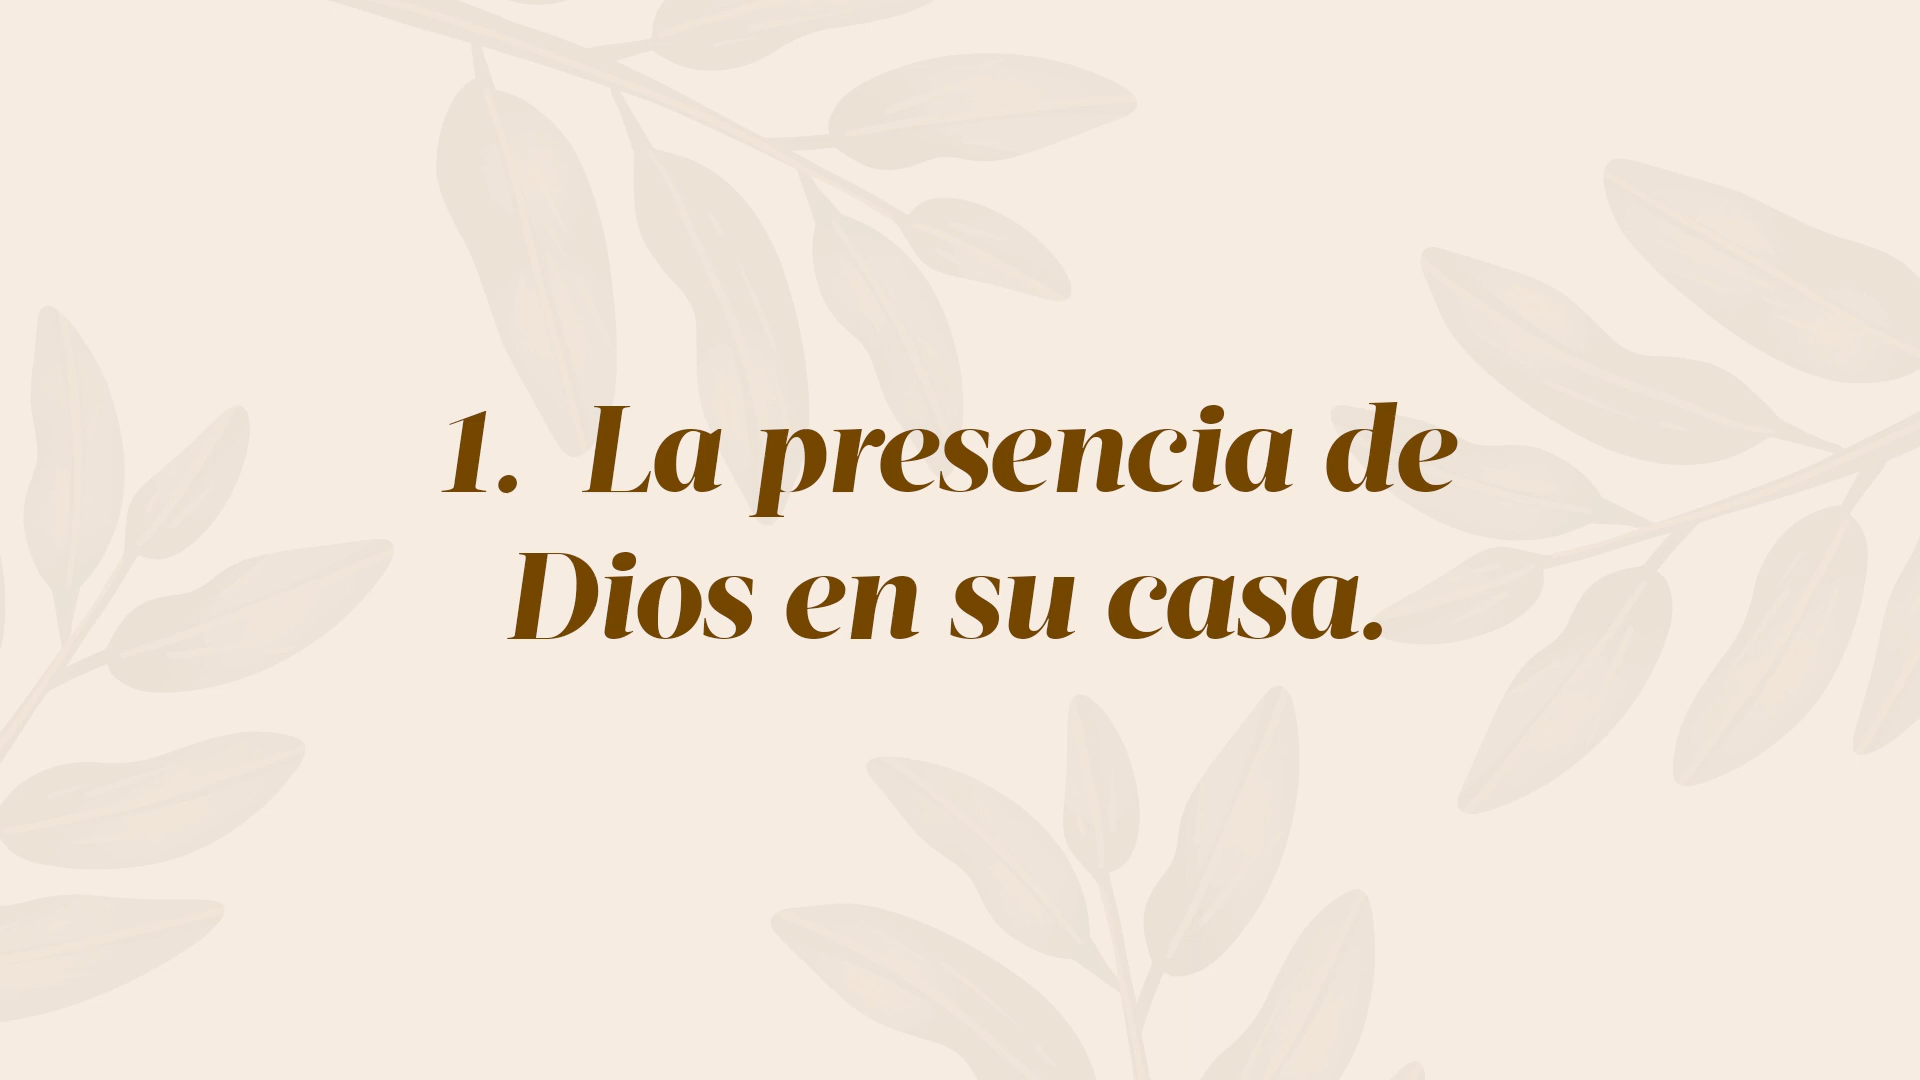 1. La presencia de
Dios en su casa.